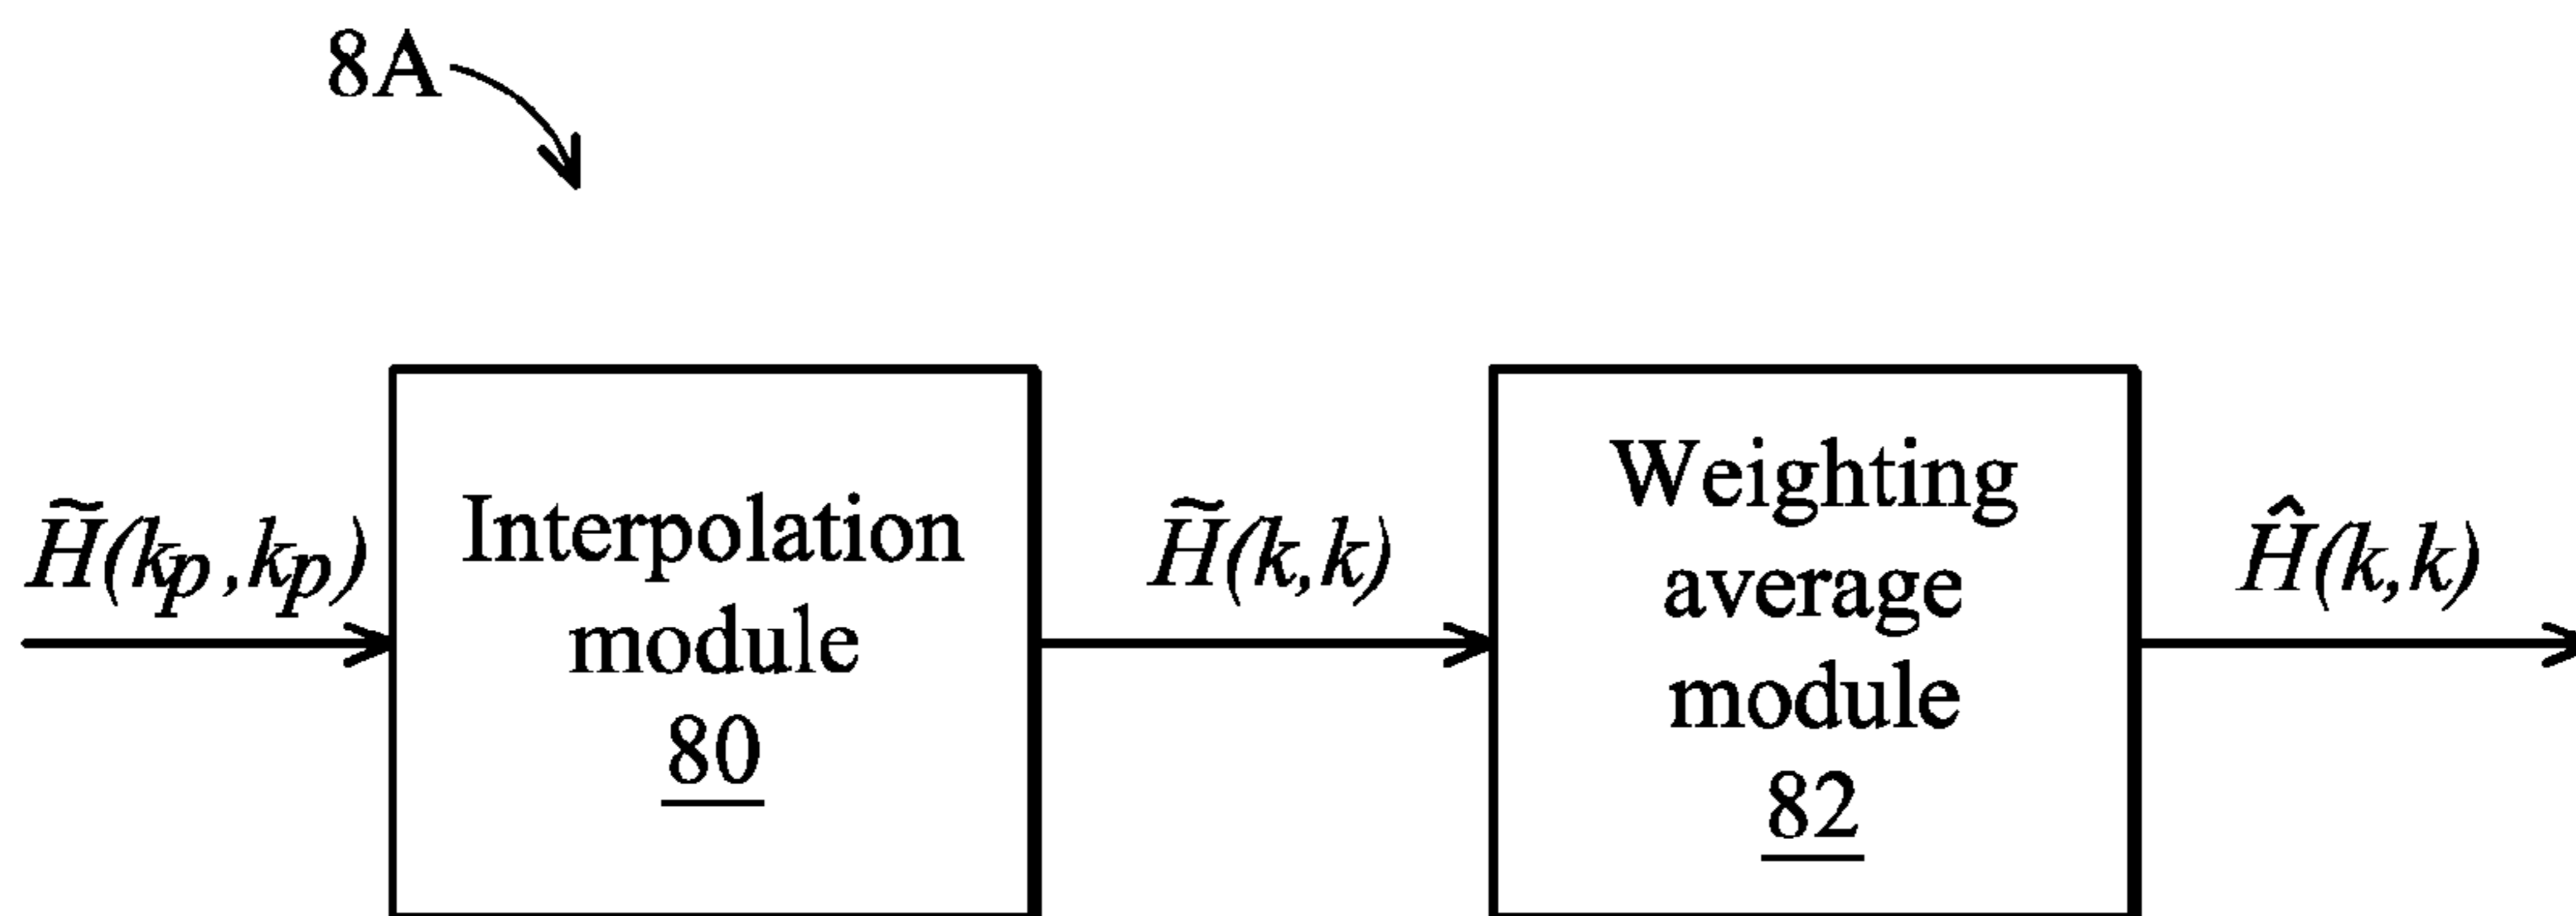 8A
H̃(kp,kp)
Interpolation
module
80
H̃(k,k)
Weighting
average
module
82
Ĥ(k,k)